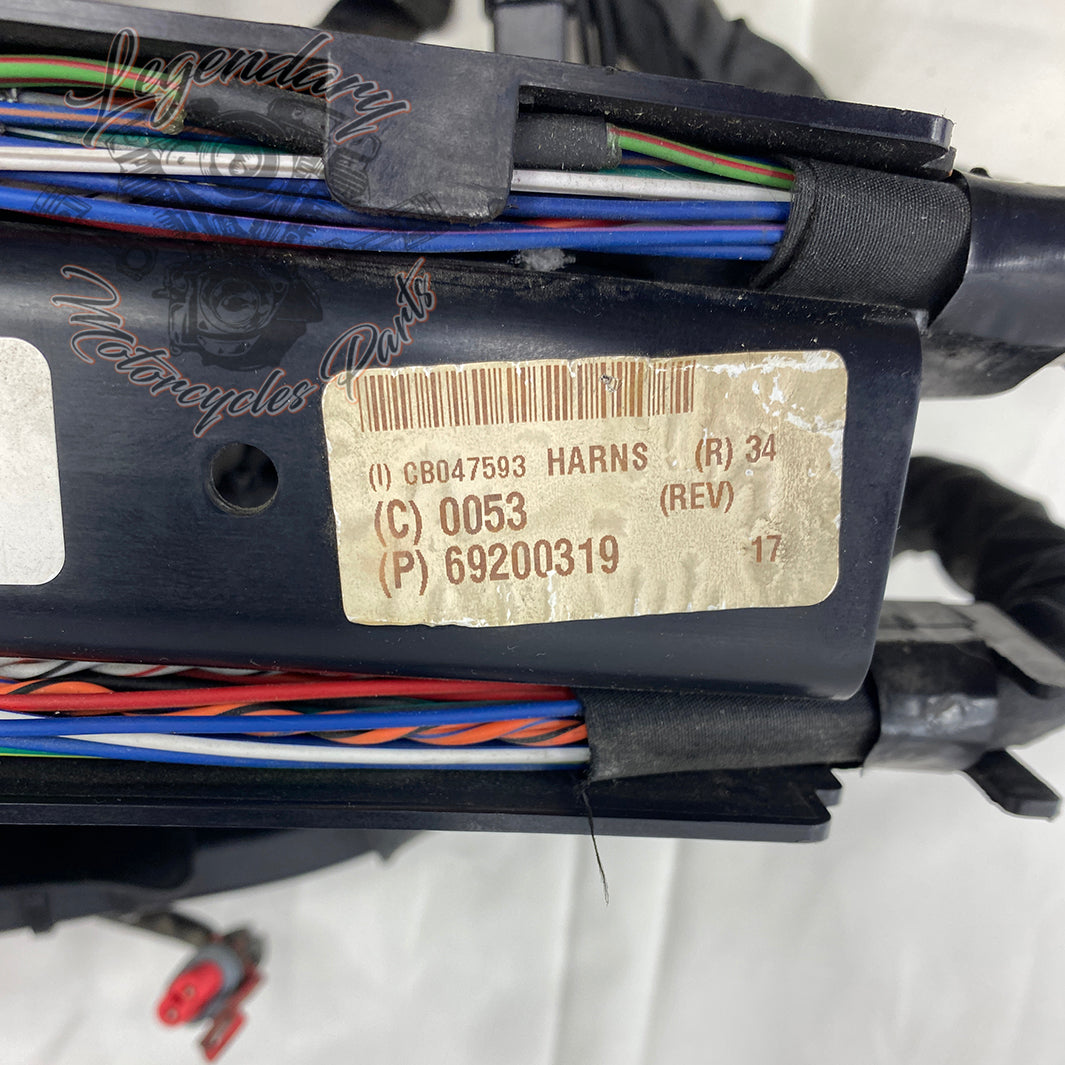 Legendary
Motorcycles Parts
(I) CB047593 HARNS (R) 34
(C) 0053 (REV)
(P) 69200319 17